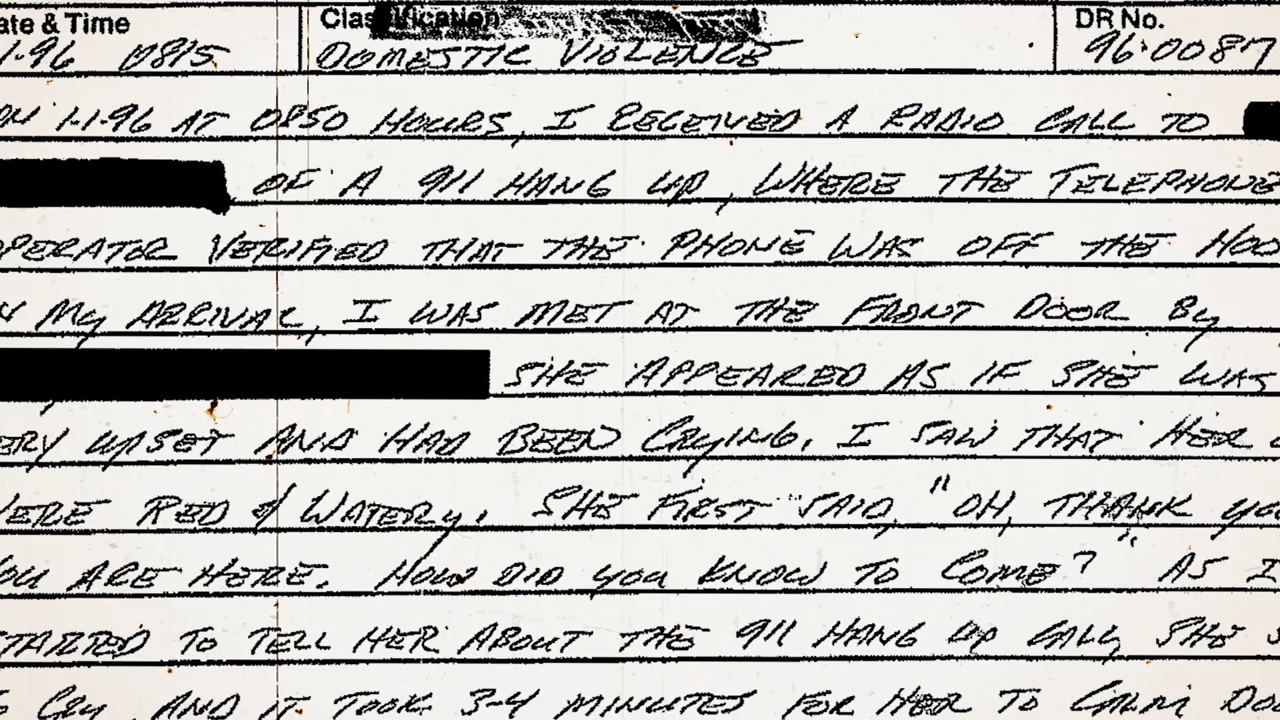 ate & Time Classification DR No.
1-96 0815 DOMESTIC VIOLENCE 96-0087
ON 1-1-96 AT 0850 HOURS, I RECEIVED A RADIO CALL TO
OF A 911 HANG UP, WHERE THE TELEPHONE
OPERATOR VERIFIED THAT THE PHONE WAS OFF THE HOO
N MY ARRIVAL, I WAS MET AT THE FRONT DOOR BY
SHE APPEARED AS IF SHE WAS
ERY UPSET AND HAD BEEN CRYING. I SAW THAT HER
WERE RED & WATERY. SHE FIRST SAID, "OH, THANK YOU
YOU ARE HERE. HOW DID YOU KNOW TO COME?" AS I
STARTED TO TELL HER ABOUT THE 911 HANG UP CALL, SHE S
CRY, AND IT TOOK 3-4 MINUTES FOR HER TO CALM DO